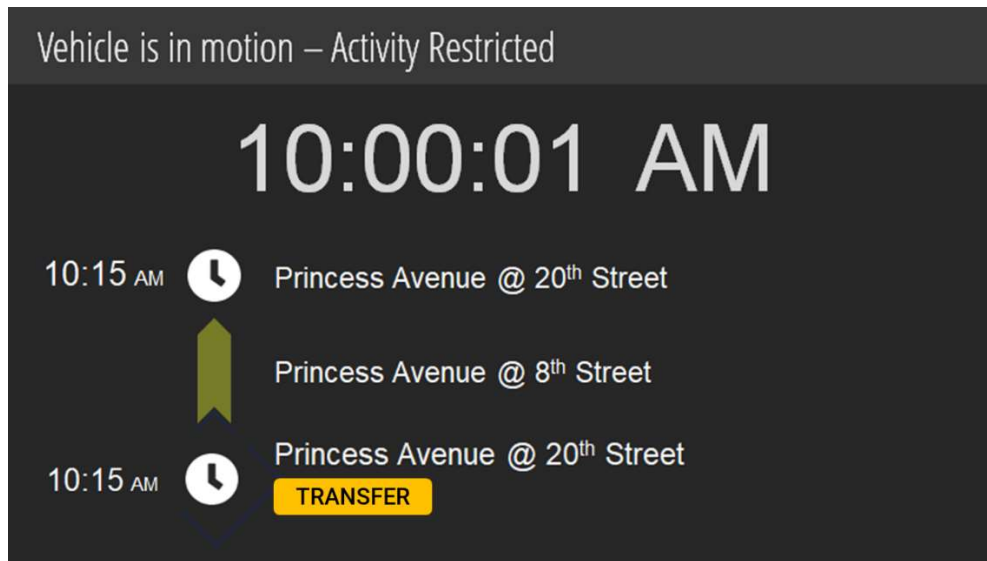 Vehicle is in motion – Activity Restricted
10:00:01 AM
10:15 AM Princess Avenue @ 20th Street
Princess Avenue @ 8th Street
Princess Avenue @ 20th Street
10:15 AM
TRANSFER